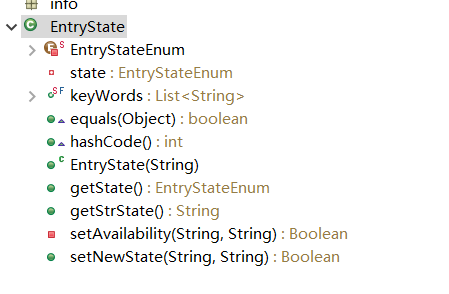 info
EntryState
EntryStateEnum
state : EntryStateEnum
keyWords : List<String>
equals(Object) : boolean
hashCode() : int
EntryState(String)
getState() : EntryStateEnum
getStrState() : String
setAvailability(String, String) : Boolean
setNewState(String, String) : Boolean